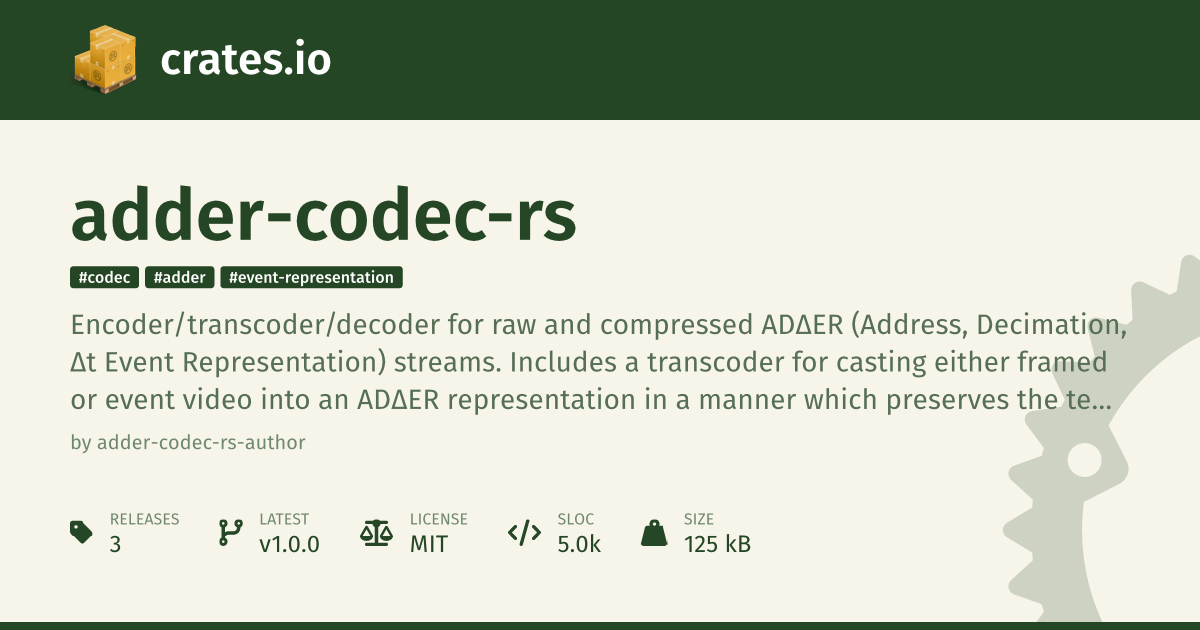 crates.io
adder-codec-rs
#codec #adder #event-representation
Encoder/transcoder/decoder for raw and compressed ADΔER (Address, Decimation,
Δt Event Representation) streams. Includes a transcoder for casting either framed
or event video into an ADΔER representation in a manner which preserves the te…
by adder-codec-rs-author
RELEASES LATEST LICENSE SLOC SIZE
3 v1.0.0 MIT 5.0k 125 kB